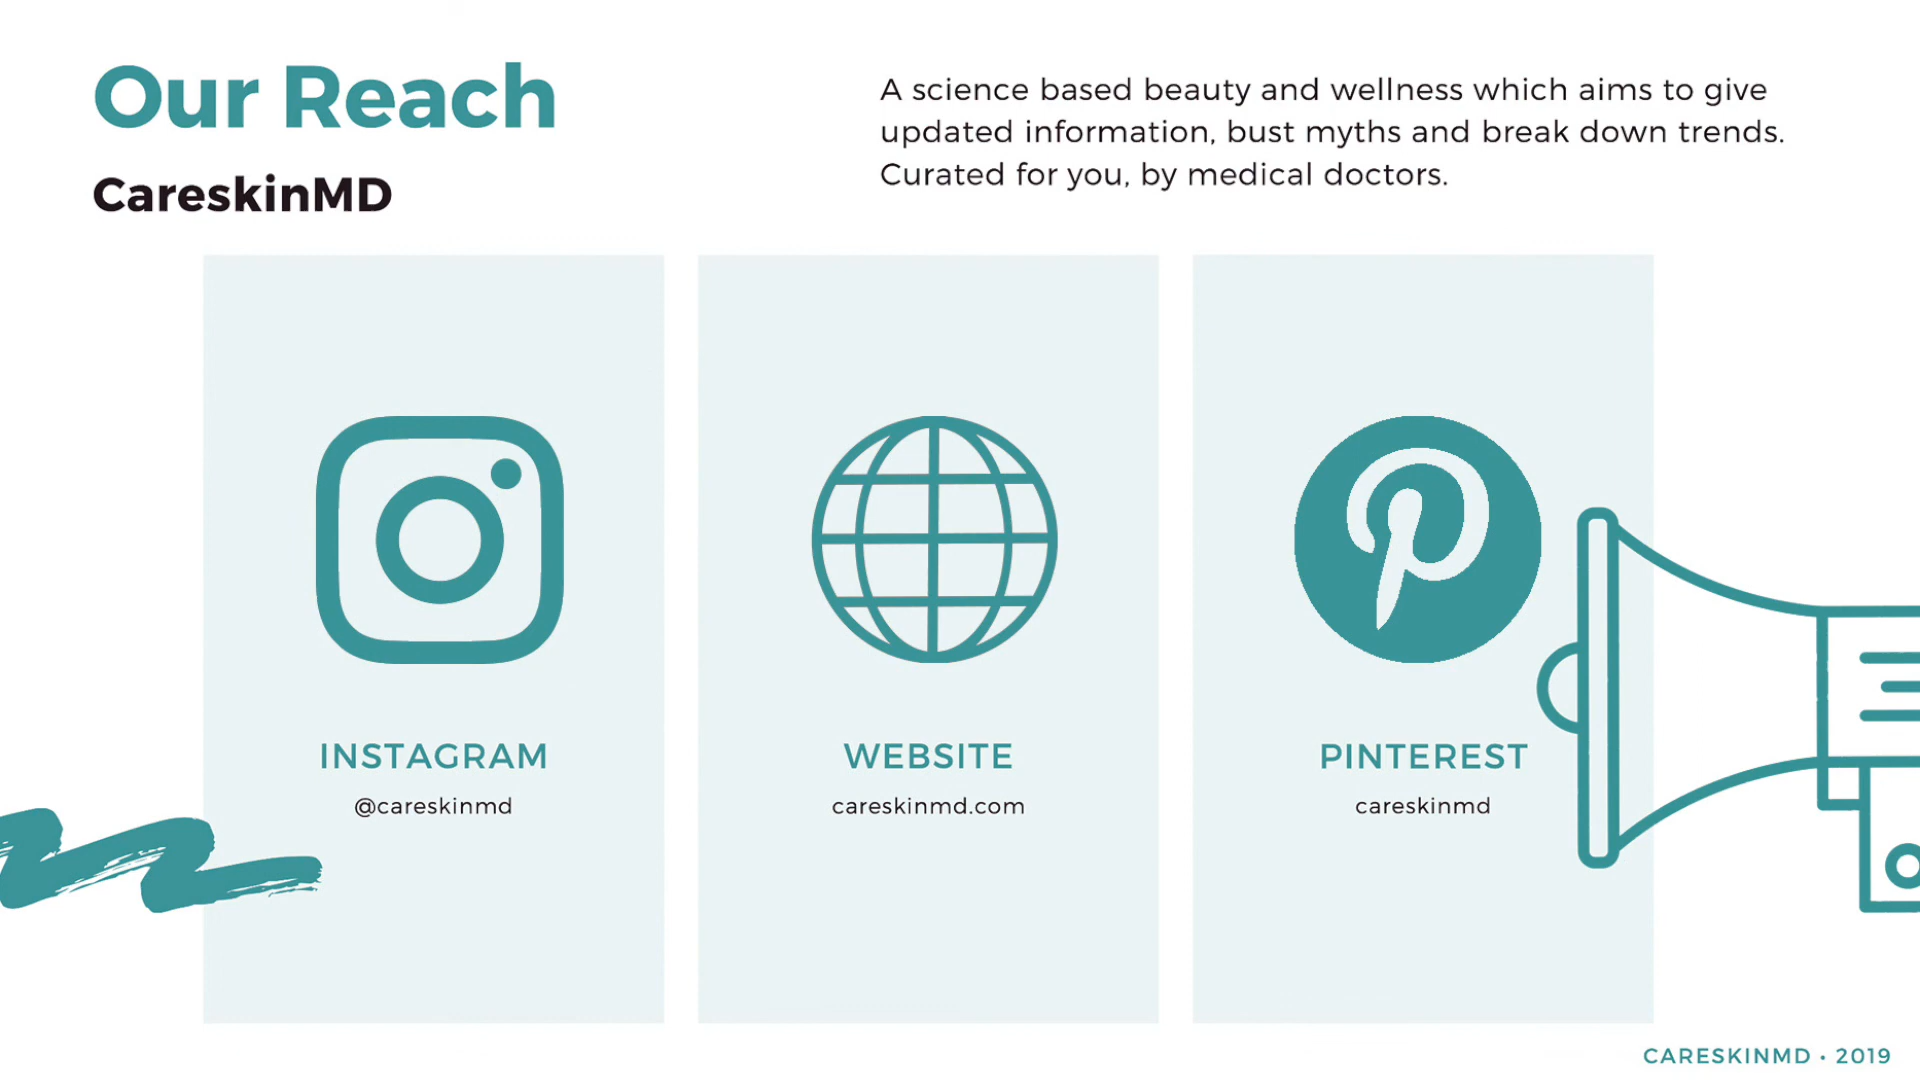 Our Reach
CareskinMD
A science based beauty and wellness which aims to give
updated information, bust myths and break down trends.
Curated for you, by medical doctors.
INSTAGRAM
@careskinmd
WEBSITE
careskinmd.com
PINTEREST
careskinmd
CARESKINMD • 2019